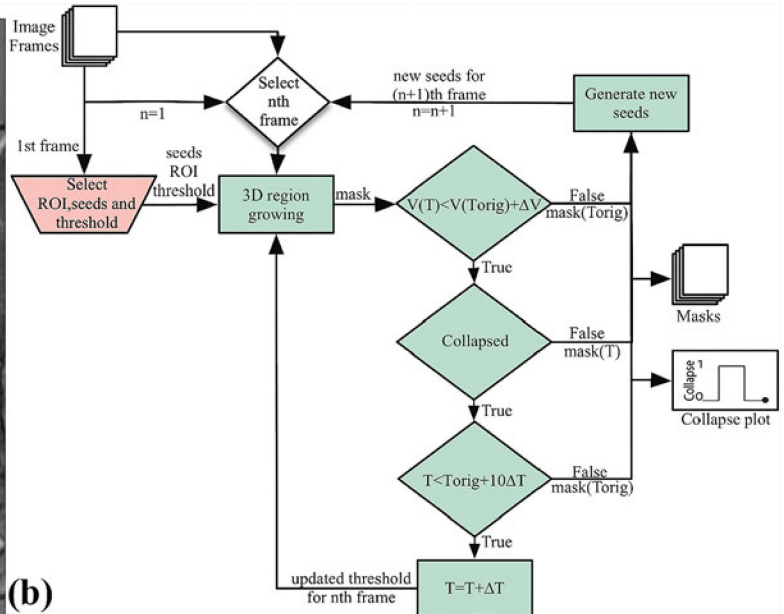 Image
Frames
Select
nth
frame
new seeds for
(n+1)th frame
n=n+1
Generate new
seeds
n=1
1st frame
seeds
ROI
threshold
Select
ROI,seeds and
threshold
3D region
growing
mask
V(T)<V(Torig)+ΔV
False
mask(Torig)
True
Masks
Collapsed
False
mask(T)
Collapse
0 1
Collapse plot
True
T<Torig+10ΔT
False
mask(Torig)
True
updated threshold
for nth frame
T=T+ΔT
(b)